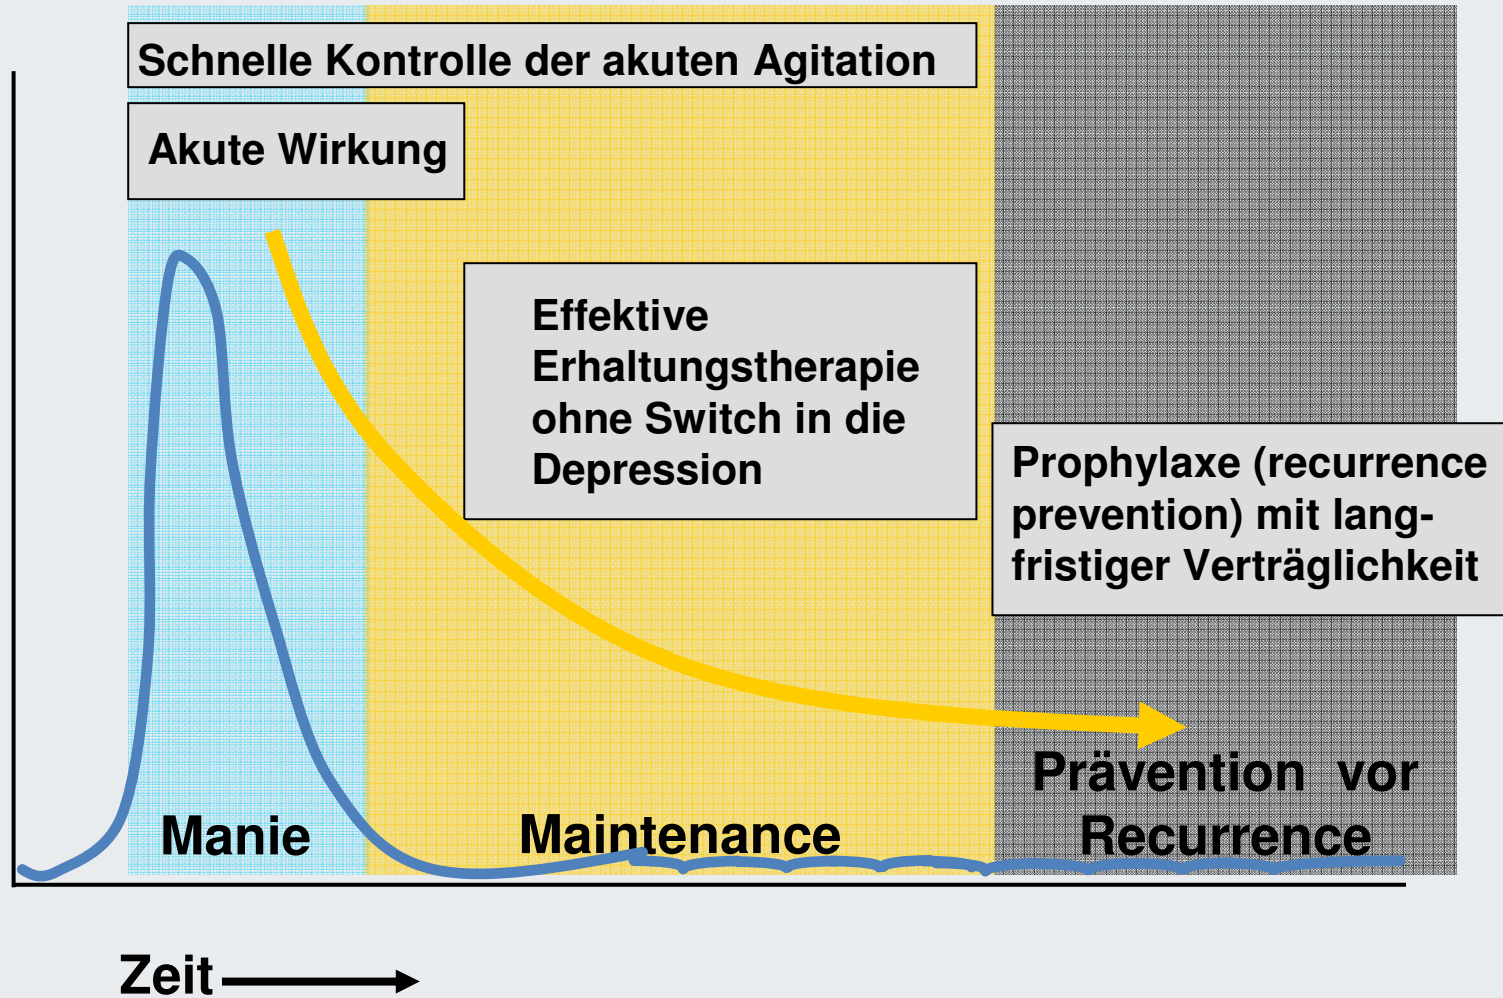 Schnelle Kontrolle der akuten Agitation
Akute Wirkung
Effektive
Erhaltungstherapie
ohne Switch in die
Depression
Prophylaxe (recurrence
prevention) mit lang-
fristiger Verträglichkeit
Manie
Maintenance
Prävention vor
Recurrence
Zeit